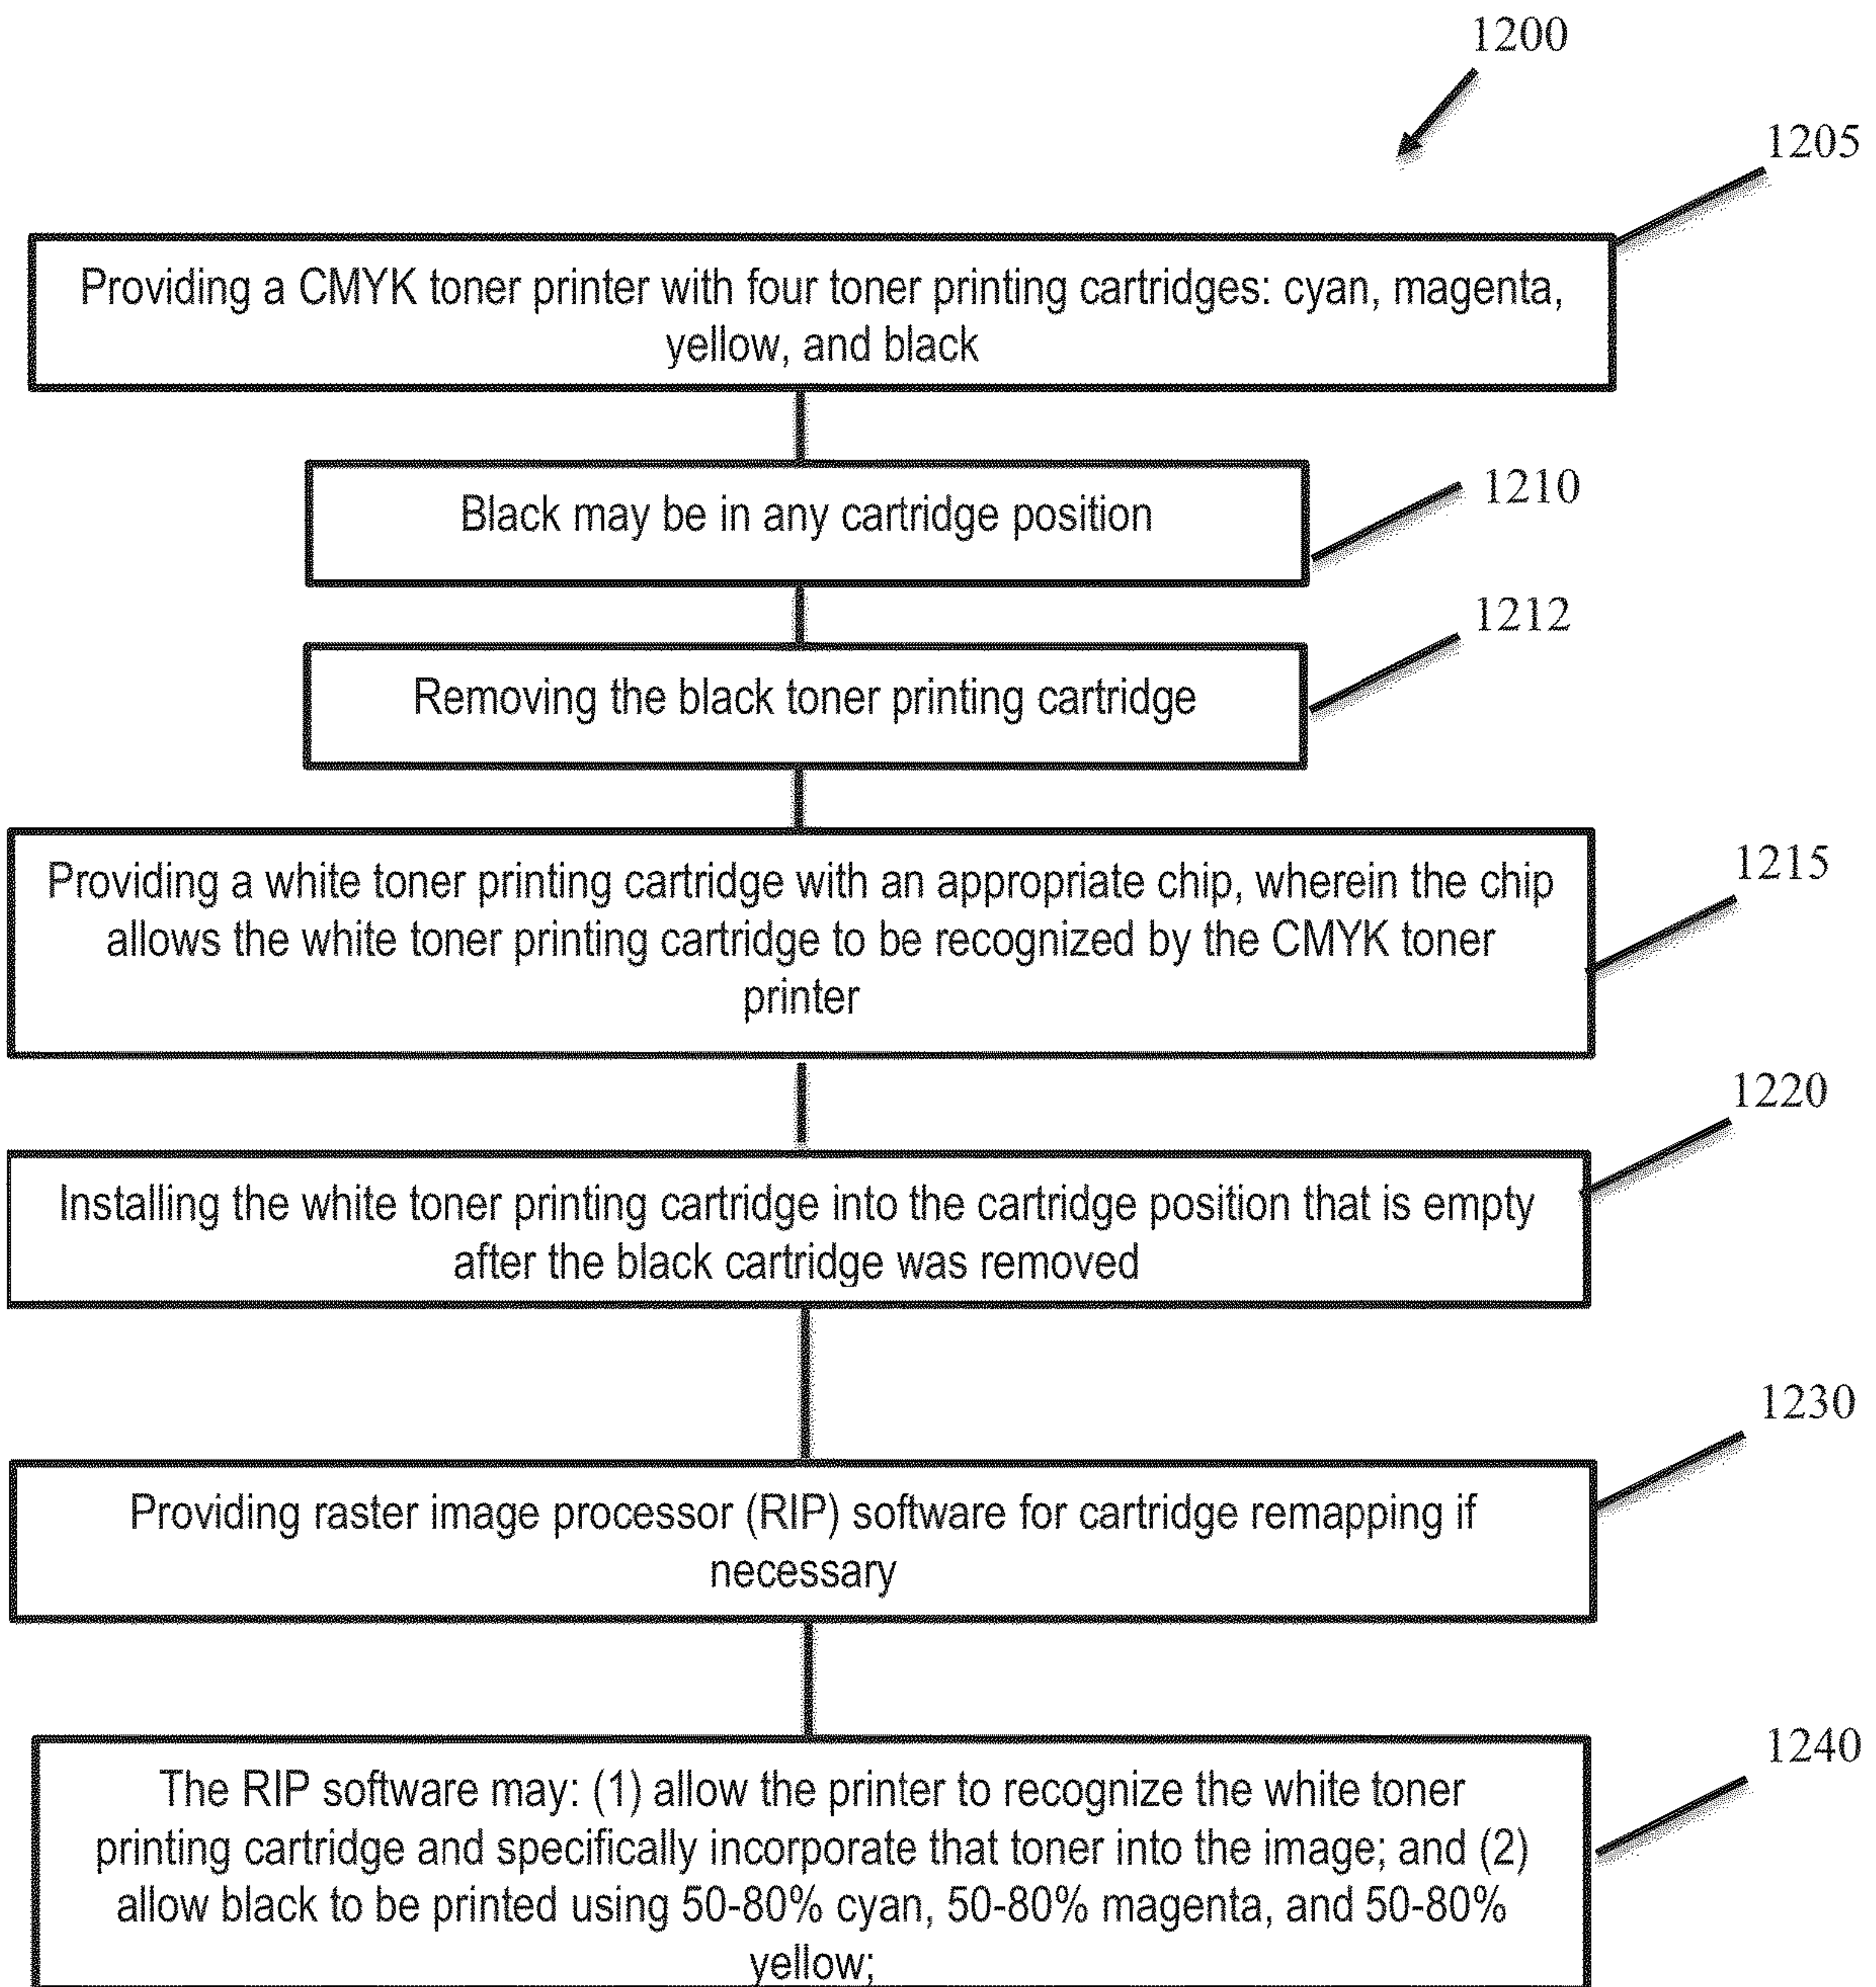 1200
1205
Providing a CMYK toner printer with four toner printing cartridges: cyan, magenta,
yellow, and black
Black may be in any cartridge position
1210
1212
Removing the black toner printing cartridge
1215
Providing a white toner printing cartridge with an appropriate chip, wherein the chip
allows the white toner printing cartridge to be recognized by the CMYK toner
printer
1220
Installing the white toner printing cartridge into the cartridge position that is empty
after the black cartridge was removed
1230
Providing raster image processor (RIP) software for cartridge remapping if
necessary
1240
The RIP software may: (1) allow the printer to recognize the white toner
printing cartridge and specifically incorporate that toner into the image; and (2)
allow black to be printed using 50-80% cyan, 50-80% magenta, and 50-80%
yellow;